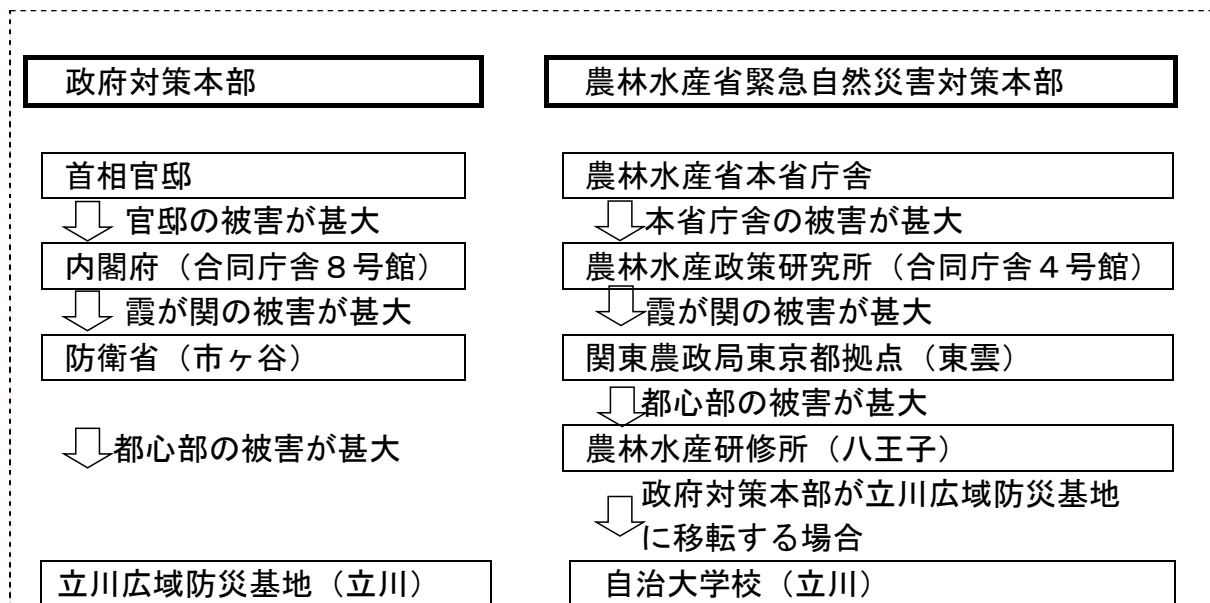 政府対策本部
農林水産省緊急自然災害対策本部
首相官邸
農林水産省本省庁舎
官邸の被害が甚大
本省庁舎の被害が甚大
内閣府（合同庁舎８号館）
農林水産政策研究所（合同庁舎４号館）
霞が関の被害が甚大
霞が関の被害が甚大
防衛省（市ヶ谷）
関東農政局東京都拠点（東雲）
都心部の被害が甚大
都心部の被害が甚大
農林水産研修所（八王子）
政府対策本部が立川広域防災基地
に移転する場合
立川広域防災基地（立川）
自治大学校（立川）